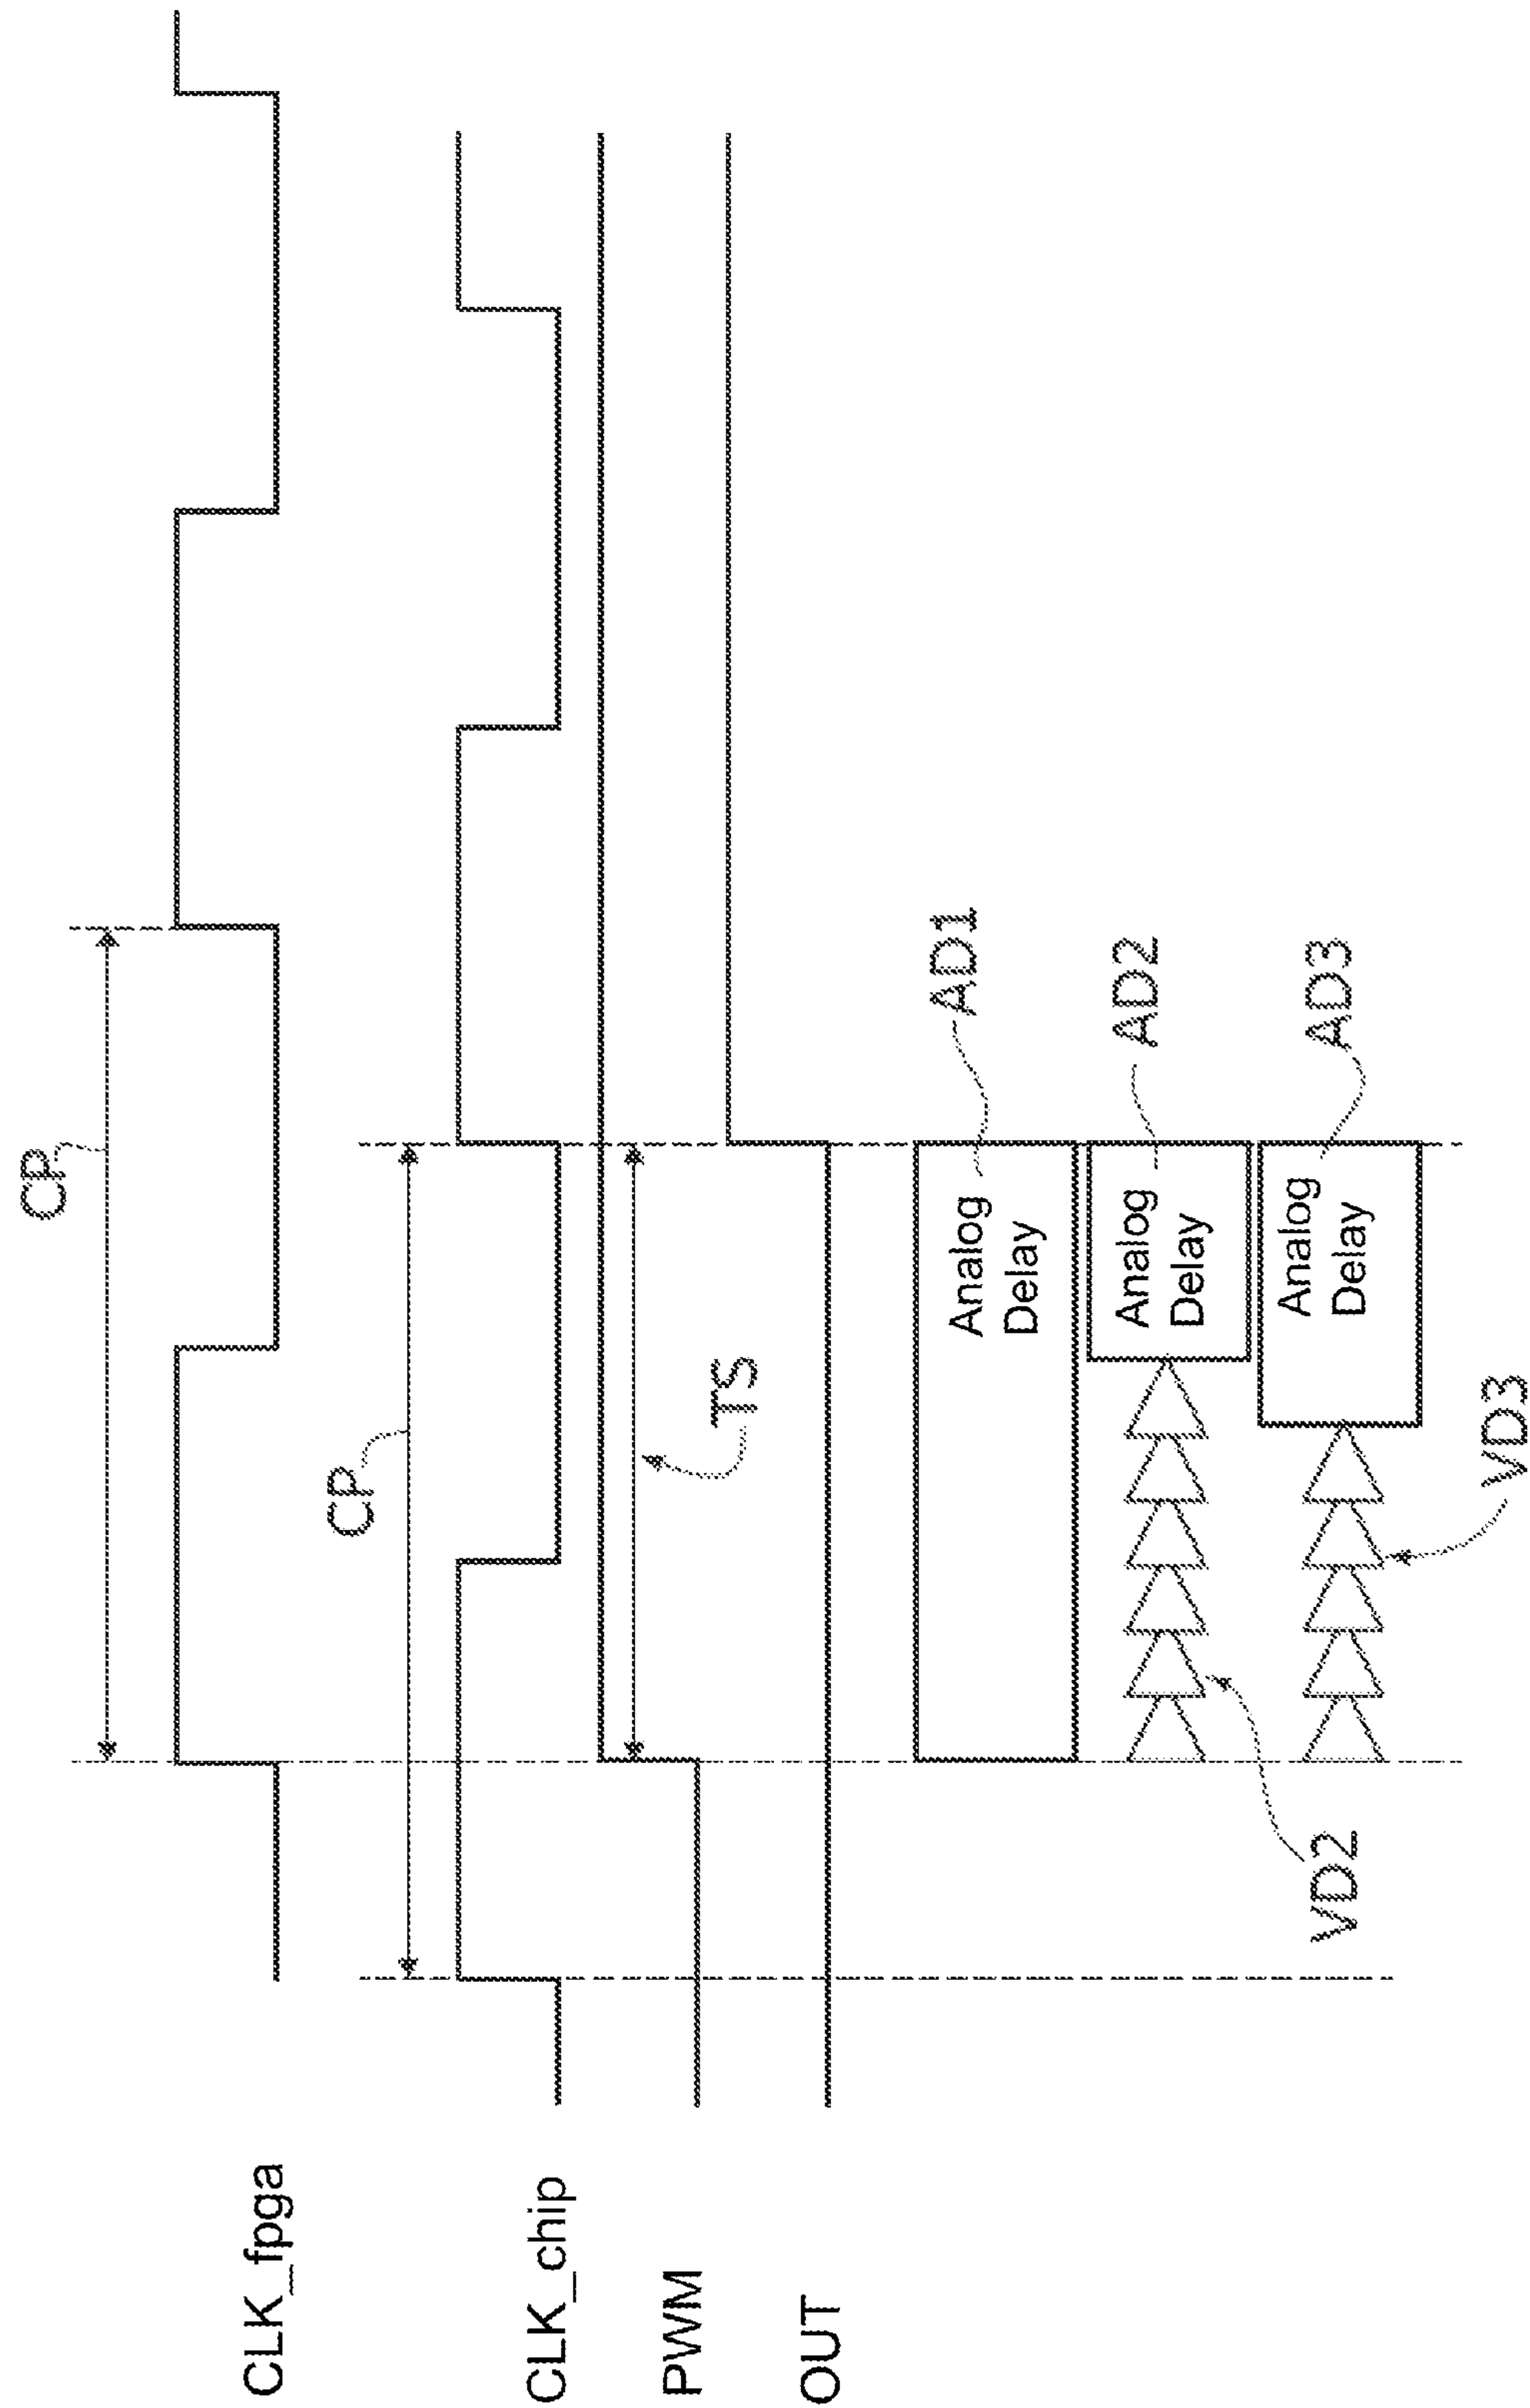 CP
CLK_fpga
CP
CLK_chip
TS
PWM
OUT
Analog
Delay
AD1
Analog
Delay
AD2
VD2
Analog
Delay
AD3
VD3